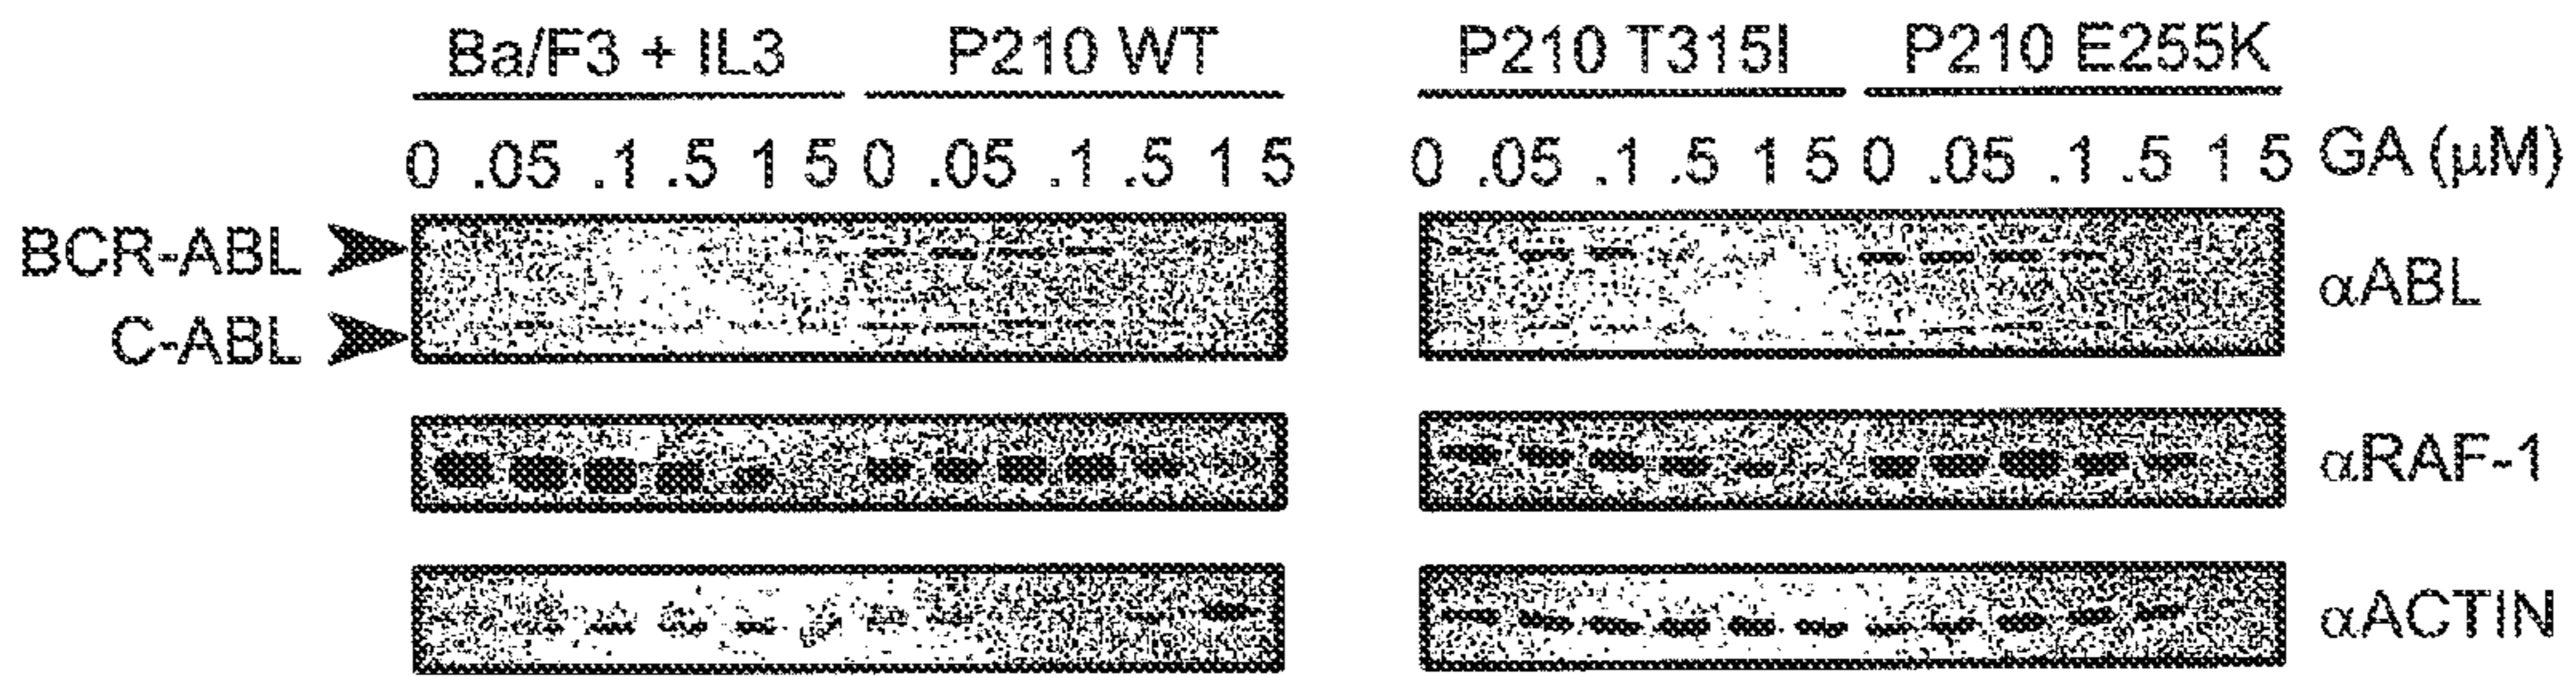 Ba/F3 + IL3 P210 WT P210 T315I P210 E255K
0 .05 .1 .5 1 5 0 .05 .1 .5 1 5 0 .05 .1 .5 1 5 0 .05 .1 .5 1 5 GA (μM)
BCR-ABL
αABL
C-ABL
αRAF-1
αACTIN